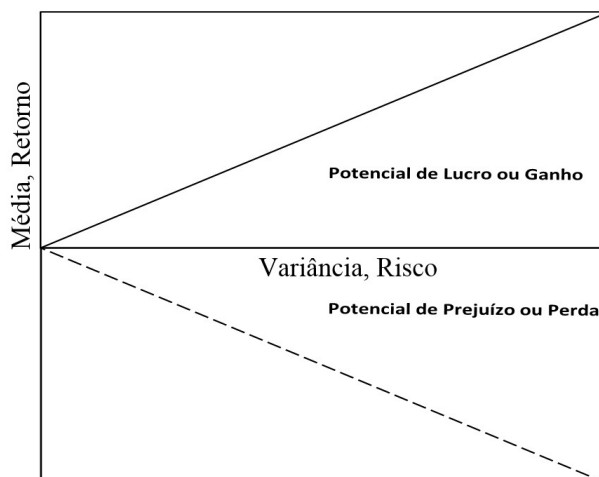 Média, Retorno
Potencial de Lucro ou Ganho
Variância, Risco
Potencial de Prejuízo ou Perda